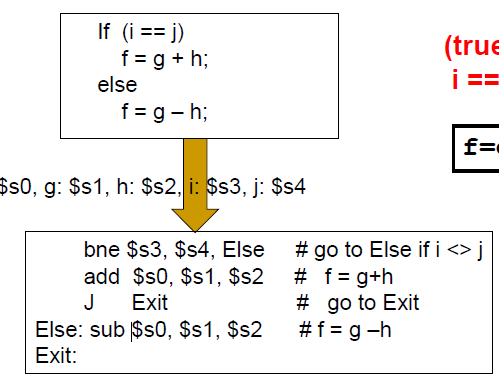 If (i == j)
f = g + h;
else
f = g – h;
(true
i ==
f=
$s0, g: $s1, h: $s2, i: $s3, j: $s4
bne $s3, $s4, Else # go to Else if i <> j
add $s0, $s1, $s2 # f = g+h
J Exit # go to Exit
Else: sub $s0, $s1, $s2 # f = g –h
Exit: